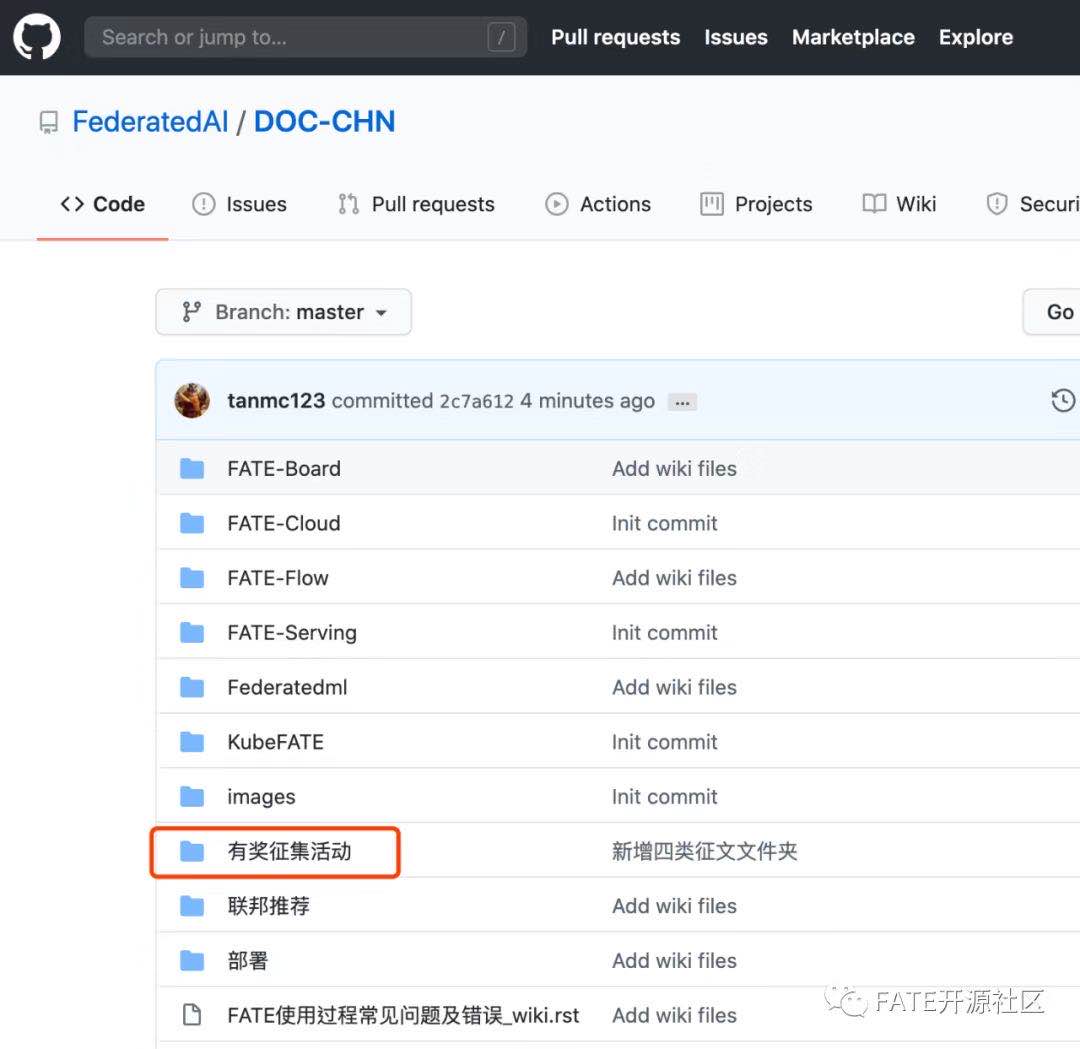 Search or jump to... / Pull requests Issues Marketplace Explore
FederatedAI / DOC-CHN
Code Issues Pull requests Actions Projects Wiki Securi
Branch: master Go
tanmc123 committed 2c7a612 4 minutes ago ...
FATE-Board Add wiki files
FATE-Cloud Init commit
FATE-Flow Add wiki files
FATE-Serving Init commit
Federatedml Add wiki files
KubeFATE Init commit
images Init commit
有奖征集活动 新增四类征文文件夹
联邦推荐 Add wiki files
部署 Add wiki files
FATE使用过程常见问题及错误_wiki.rst Add wiki files
FATE开源社区